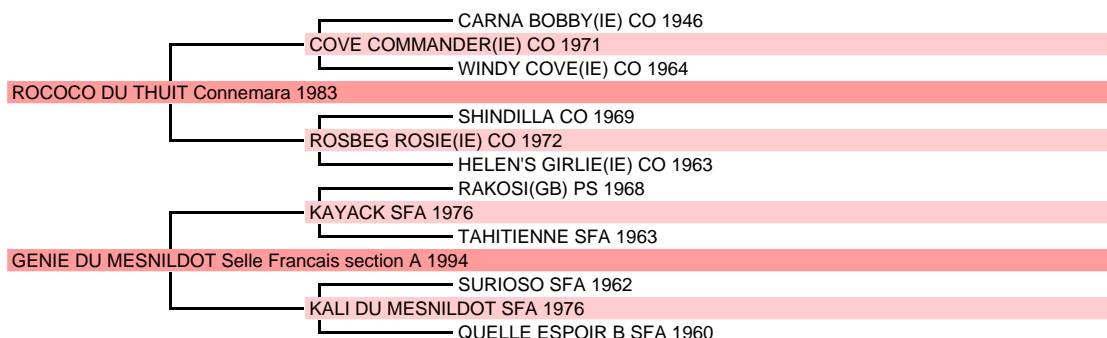 CARNA BOBBY(IE) CO 1946
COVE COMMANDER(IE) CO 1971
WINDY COVE(IE) CO 1964
ROCOCO DU THUIT Connemara 1983
SHINDILLA CO 1969
ROSBEG ROSIE(IE) CO 1972
HELEN'S GIRLIE(IE) CO 1963
RAKOSI(GB) PS 1968
KAYACK SFA 1976
TAHITIENNE SFA 1963
GENIE DU MESNILDOT Selle Francais section A 1994
SURIOSO SFA 1962
KALI DU MESNILDOT SFA 1976
QUELLE ESPOIR B SFA 1960